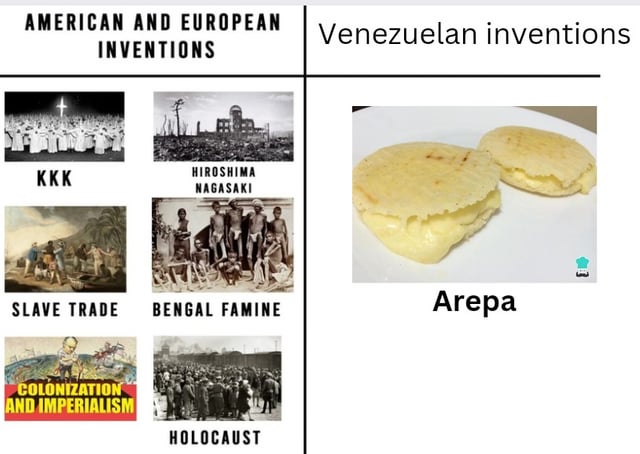 AMERICAN AND EUROPEAN
INVENTIONS
Venezuelan inventions
KKK
HIROSHIMA
NAGASAKI
SLAVE TRADE
BENGAL FAMINE
COLONIZATION
AND IMPERIALISM
HOLOCAUST
Arepa